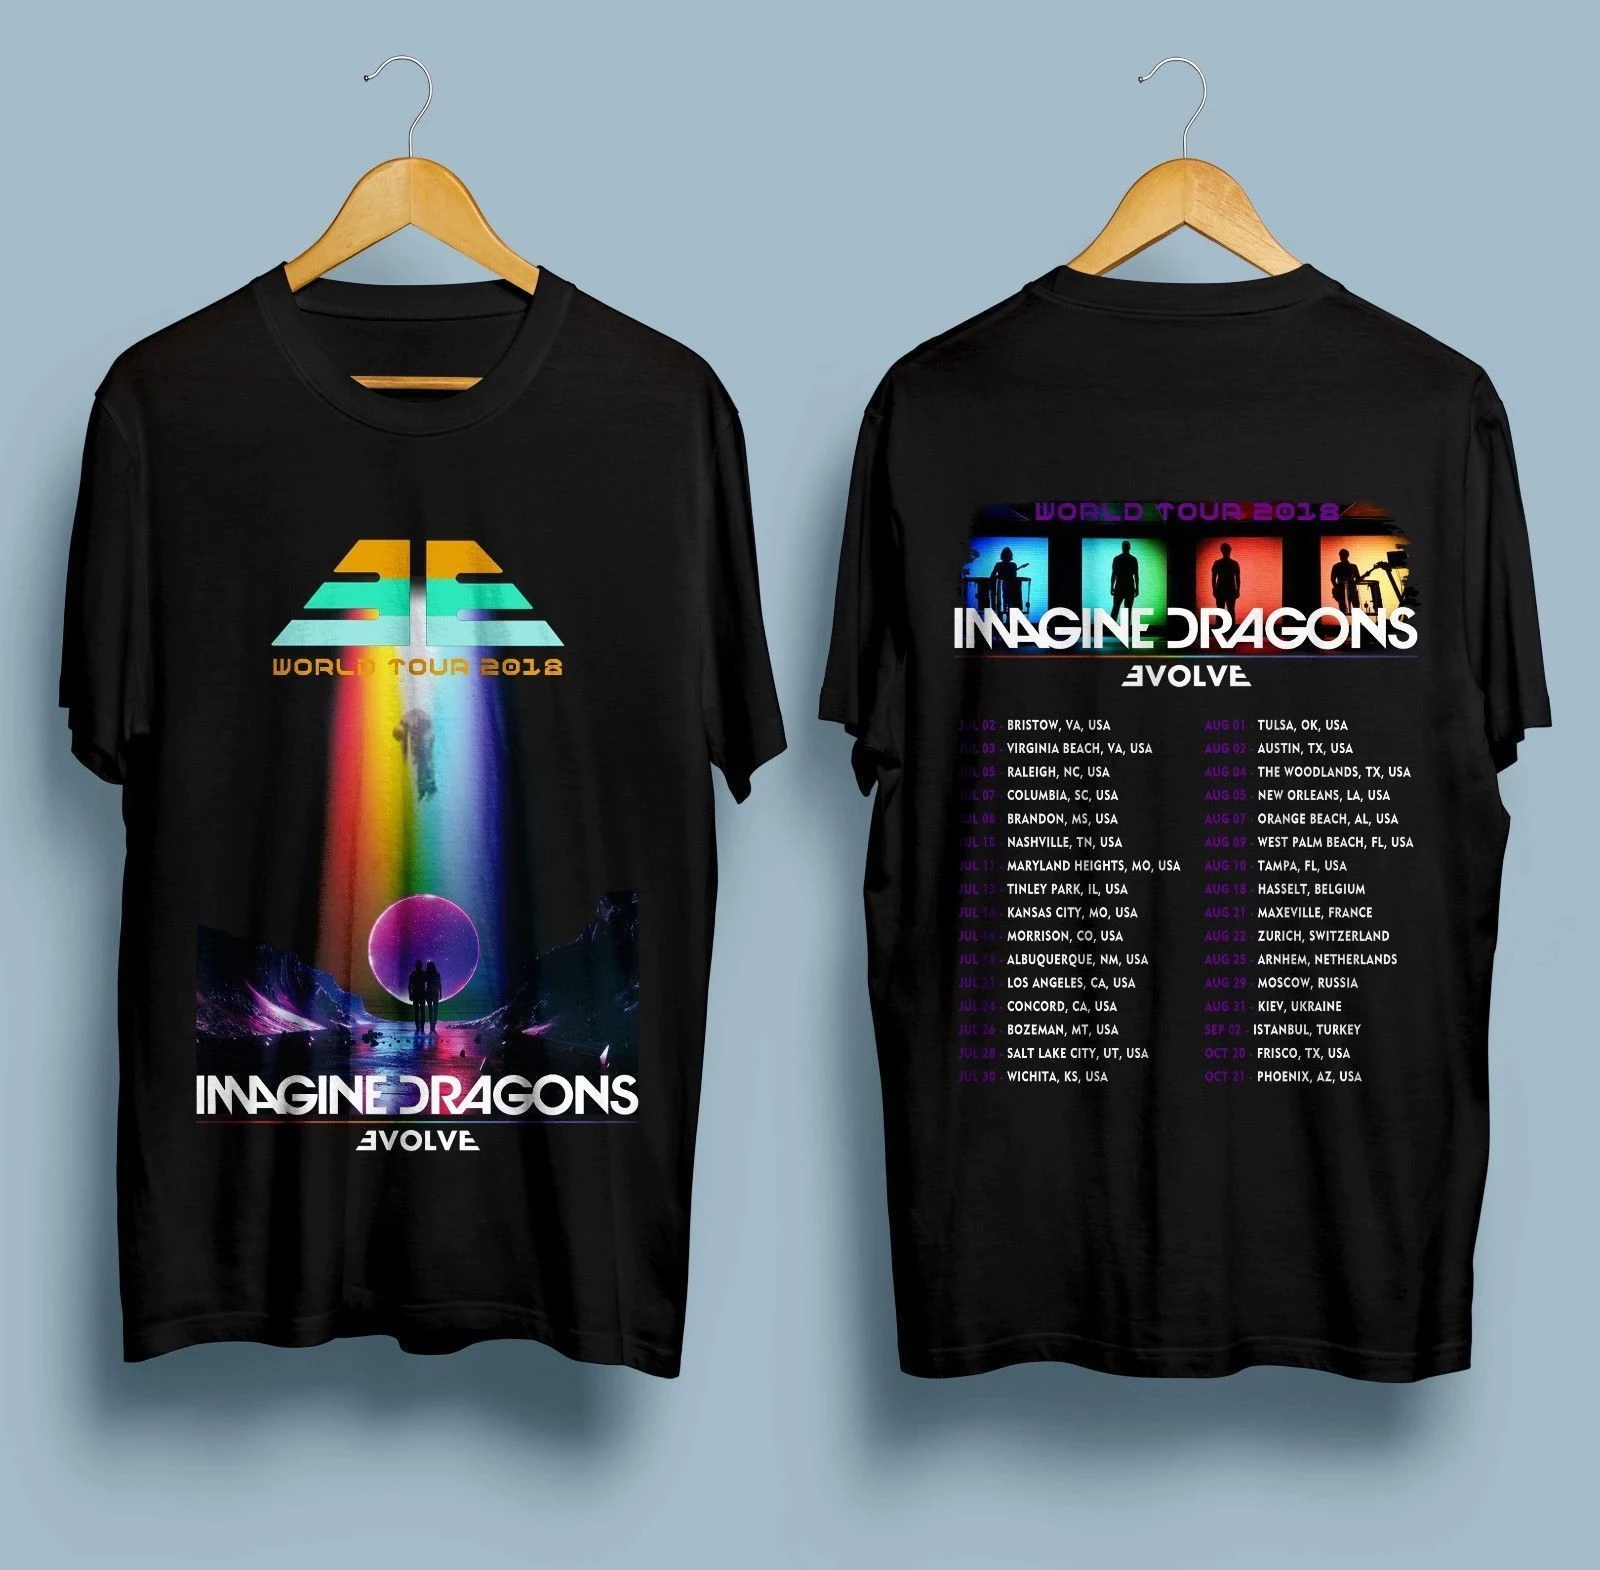 WORLD TOUR 2018
IMAGINE DRAGONS
ƎVOLVE
WORLD TOUR 2018
IMAGINE DRAGONS
ƎVOLVE
JUL 02 - BRISTOW, VA, USA
JUL 03 - VIRGINIA BEACH, VA, USA
JUL 05 - RALEIGH, NC, USA
JUL 07 - COLUMBIA, SC, USA
JUL 08 - BRANDON, MS, USA
JUL 10 - NASHVILLE, TN, USA
JUL 11 - MARYLAND HEIGHTS, MO, USA
JUL 13 - TINLEY PARK, IL, USA
JUL 14 - KANSAS CITY, MO, USA
JUL 16 - MORRISON, CO, USA
JUL 18 - ALBUQUERQUE, NM, USA
JUL 21 - LOS ANGELES, CA, USA
JUL 24 - CONCORD, CA, USA
JUL 26 - BOZEMAN, MT, USA
JUL 28 - SALT LAKE CITY, UT, USA
JUL 30 - WICHITA, KS, USA
AUG 01 - TULSA, OK, USA
AUG 02 - AUSTIN, TX, USA
AUG 04 - THE WOODLANDS, TX, USA
AUG 05 - NEW ORLEANS, LA, USA
AUG 07 - ORANGE BEACH, AL, USA
AUG 09 - WEST PALM BEACH, FL, USA
AUG 10 - TAMPA, FL, USA
AUG 18 - HASSELT, BELGIUM
AUG 21 - MAXEVILLE, FRANCE
AUG 22 - ZURICH, SWITZERLAND
AUG 25 - ARNHEM, NETHERLANDS
AUG 29 - MOSCOW, RUSSIA
AUG 31 - KIEV, UKRAINE
SEP 02 - ISTANBUL, TURKEY
OCT 20 - FRISCO, TX, USA
OCT 21 - PHOENIX, AZ, USA